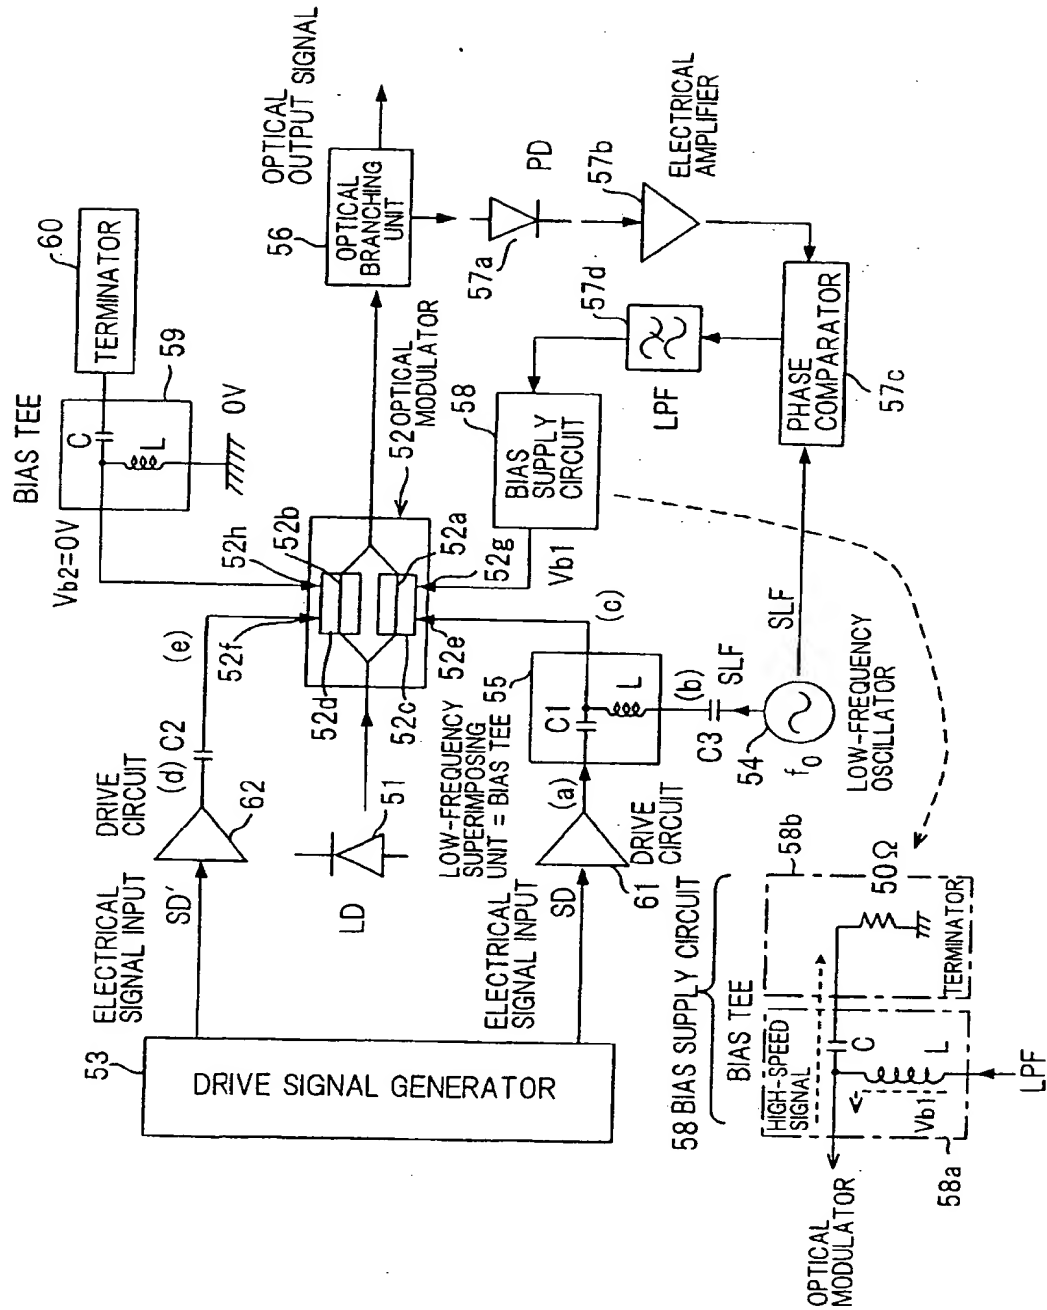 BIAS TEE
Vb2=0V
C
L
59
0V
60
TERMINATOR
OPTICAL
OUTPUT SIGNAL
56
OPTICAL
BRANCHING
UNIT
57a
PD
57b
ELECTRICAL
AMPLIFIER
57d
LPF
58
BIAS
SUPPLY
CIRCUIT
Vb1
PHASE
COMPARATOR
57c
52 OPTICAL
MODULATOR
52h
52b
52a
52g
52f
52d
52c
52e
(e)
(d) C2
DRIVE
CIRCUIT
62
ELECTRICAL
SIGNAL INPUT
SD'
LD
51
LOW-FREQUENCY
SUPERIMPOSING
UNIT = BIAS TEE 55
C1
L
(c)
(a)
(b)
C3
SLF
SLF
54
f0
LOW-FREQUENCY
OSCILLATOR
DRIVE
CIRCUIT
61
ELECTRICAL
SIGNAL INPUT
SD
53
DRIVE SIGNAL GENERATOR
58 BIAS SUPPLY CIRCUIT
BIAS TEE
58b
50Ω
TERMINATOR
HIGH-SPEED
SIGNAL
C
L
Vb1
58a
LPF
OPTICAL
MODULATOR